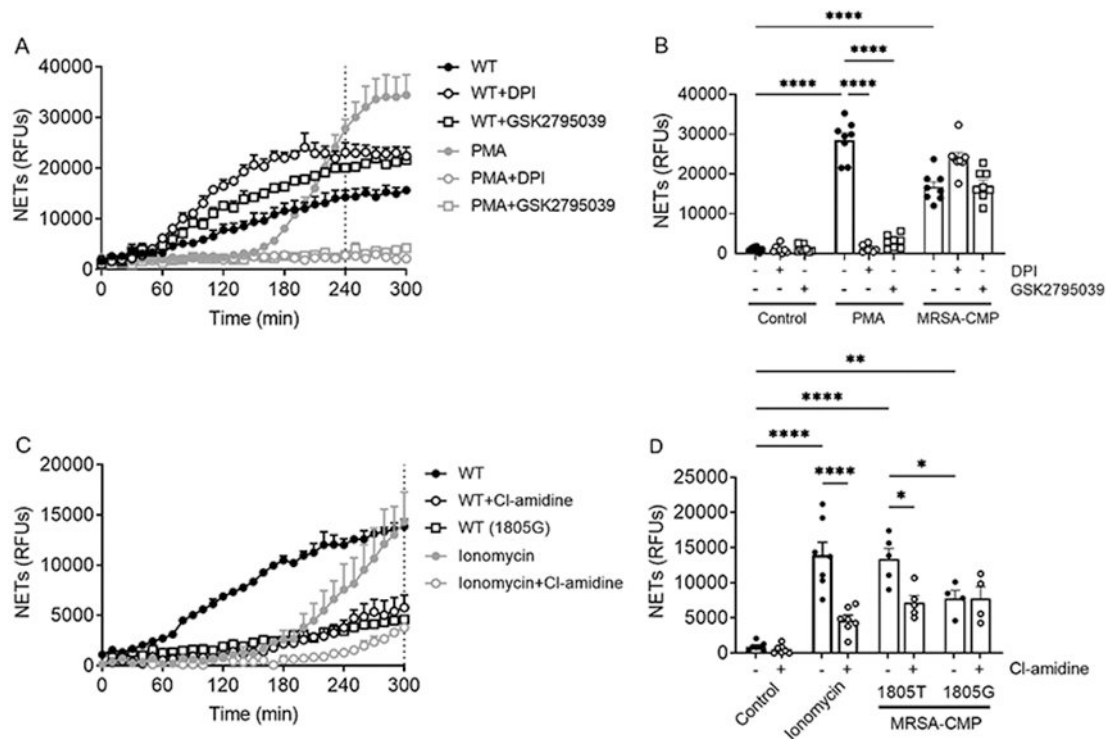 A
NETs (RFUs)
40000
30000
20000
10000
0
0 60 120 180 240 300
Time (min)
WT
WT+DPI
WT+GSK2795039
PMA
PMA+DPI
PMA+GSK2795039
B
****
****
**** ****
NETs (RFUs)
40000
30000
20000
10000
0
- + - - + - - + - DPI
- - + - - + - - + GSK2795039
Control PMA MRSA-CMP
C
NETs (RFUs)
20000
15000
10000
5000
0
0 60 120 180 240 300
Time (min)
WT
WT+Cl-amidine
WT (1805G)
Ionomycin
Ionomycin+Cl-amidine
D
**
****
****
**** * *
NETs (RFUs)
25000
20000
15000
10000
5000
0
- + - + - + - + Cl-amidine
Control Ionomycin 1805T 1805G
MRSA-CMP